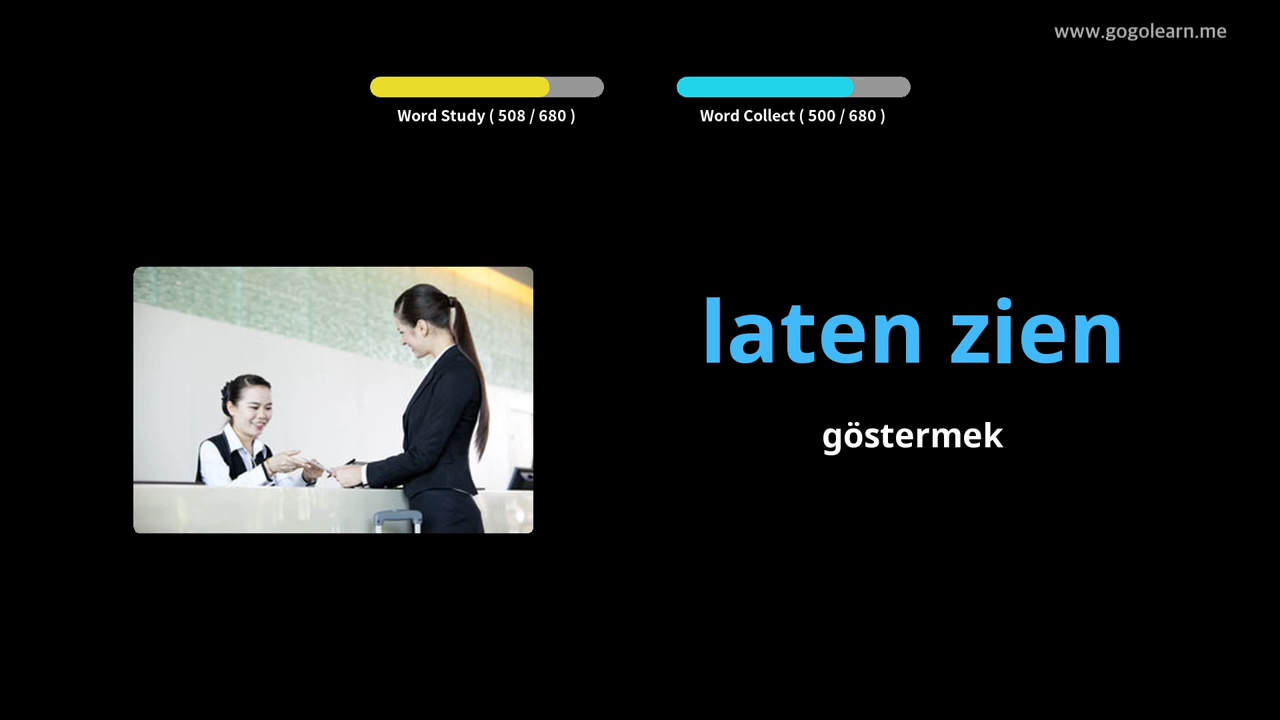 www.gogolearn.me
Word Study ( 508 / 680 )
Word Collect ( 500 / 680 )
laten zien
göstermek